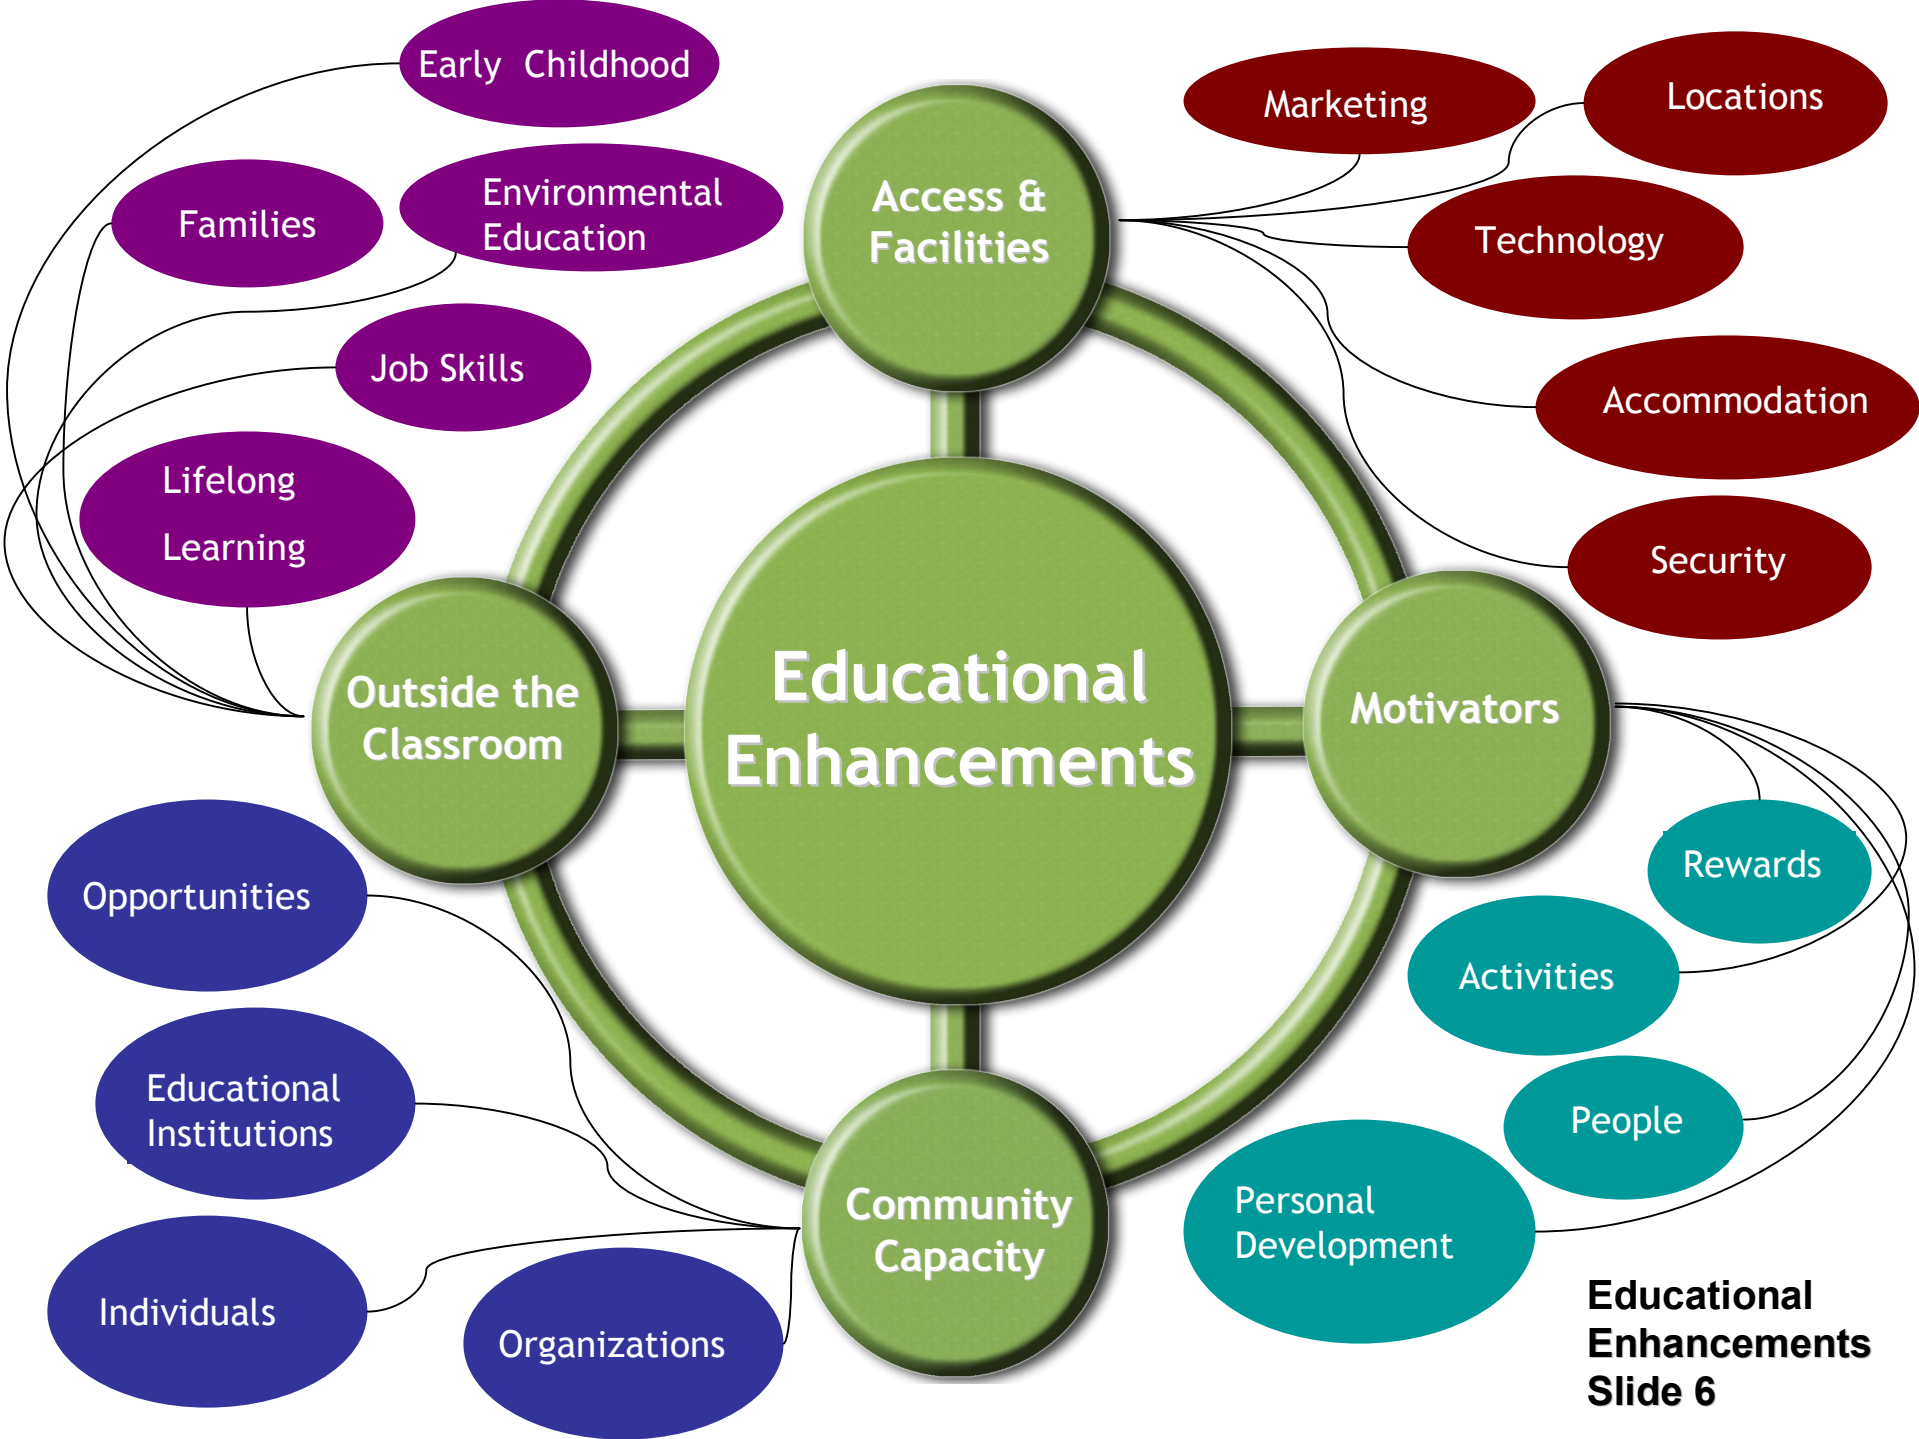 Early Childhood
Families
Environmental
Education
Job Skills
Lifelong
Learning
Access &
Facilities
Marketing
Locations
Technology
Accommodation
Security
Outside the
Classroom
Educational
Enhancements
Motivators
Opportunities
Educational
Institutions
Individuals
Organizations
Community
Capacity
Rewards
Activities
People
Personal
Development
Educational
Enhancements
Slide 6